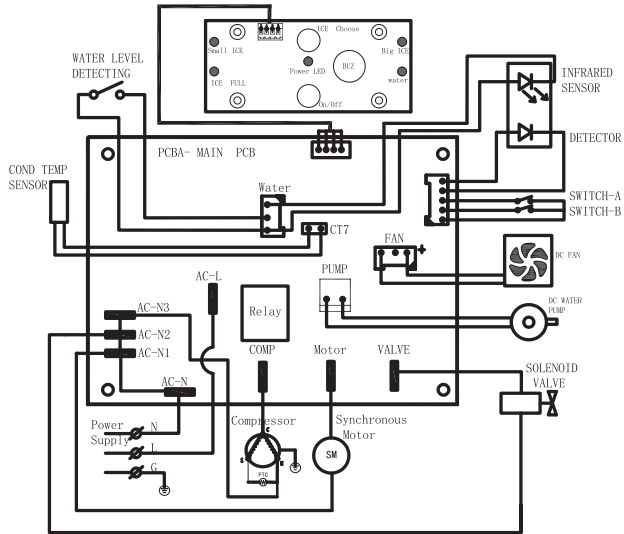 ICE Choose
Small ICE
Big ICE
Power LED
BUZ
ICE FULL
water
On/Off
WATER LEVEL
DETECTING
INFRARED
SENSOR
DETECTOR
PCBA- MAIN PCB
COND TEMP
SENSOR
Water
CT7
SWITCH-A
SWITCH-B
FAN
+
DC FAN
AC-L
PUMP
DC WATER
PUMP
AC-N3
Relay
AC-N2
AC-N1
COMP
Motor
VALVE
AC-N
SOLENOID
VALVE
Power
Supply
N
L
G
Compressor
C
S
R
PTC
Synchronous
Motor
SM